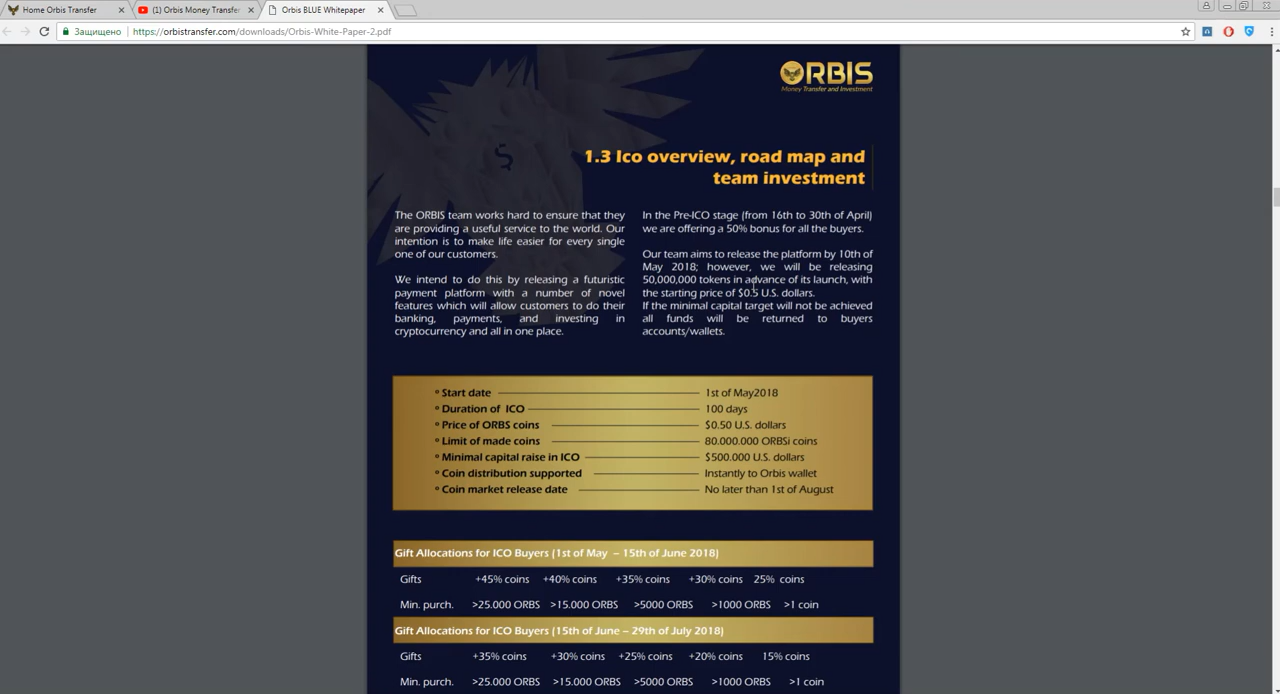 Home Orbis Transfer
(1) Orbis Money Transfer
Orbis BLUE Whitepaper
Защищено
https://orbistransfer.com/downloads/Orbis-White-Paper-2.pdf
ORBIS
Money Transfer and Investment
1.3 Ico overview, road map and
team investment
The ORBIS team works hard to ensure that they
are providing a useful service to the world. Our
intention is to make life easier for every single
one of our customers.
We intend to do this by releasing a futuristic
payment platform with a number of novel
features which will allow customers to do their
banking, payments, and investing in
cryptocurrency and all in one place.
In the Pre-ICO stage (from 16th to 30th of April)
we are offering a 50% bonus for all the buyers.
Our team aims to release the platform by 10th of
May 2018; however, we will be releasing
50,000,000 tokens in advance of its launch, with
the starting price of $0.5 U.S. dollars.
If the minimal capital target will not be achieved
all funds will be returned to buyers
accounts/wallets.
Start date 1st of May2018
Duration of ICO 100 days
Price of ORBS coins $0.50 U.S. dollars
Limit of made coins 80.000.000 ORBSi coins
Minimal capital raise in ICO $500.000 U.S. dollars
Coin distribution supported Instantly to Orbis wallet
Coin market release date No later than 1st of August
Gift Allocations for ICO Buyers (1st of May – 15th of June 2018)
Gifts +45% coins +40% coins +35% coins +30% coins 25% coins
Min. purch. >25.000 ORBS >15.000 ORBS >5000 ORBS >1000 ORBS >1 coin
Gift Allocations for ICO Buyers (15th of June – 29th of July 2018)
Gifts +35% coins +30% coins +25% coins +20% coins 15% coins
Min. purch. >25.000 ORBS >15.000 ORBS >5000 ORBS >1000 ORBS >1 coin